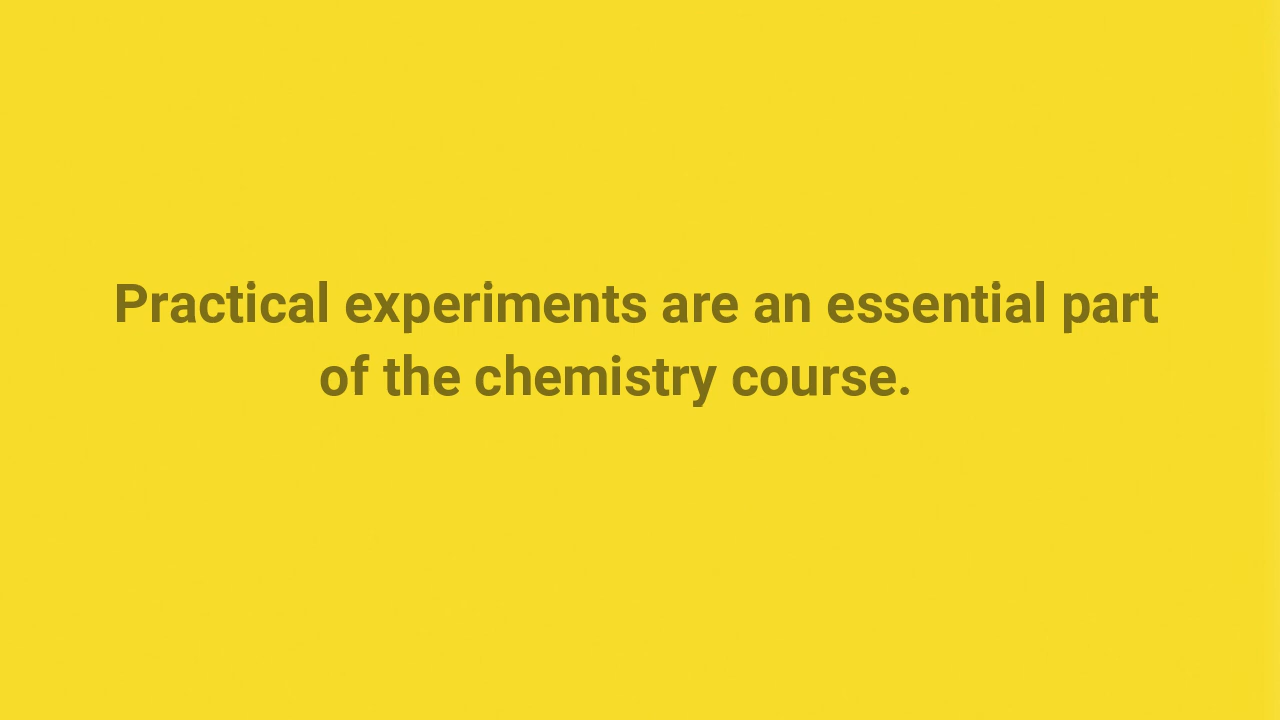 Practical experiments are an essential part
of the chemistry course.